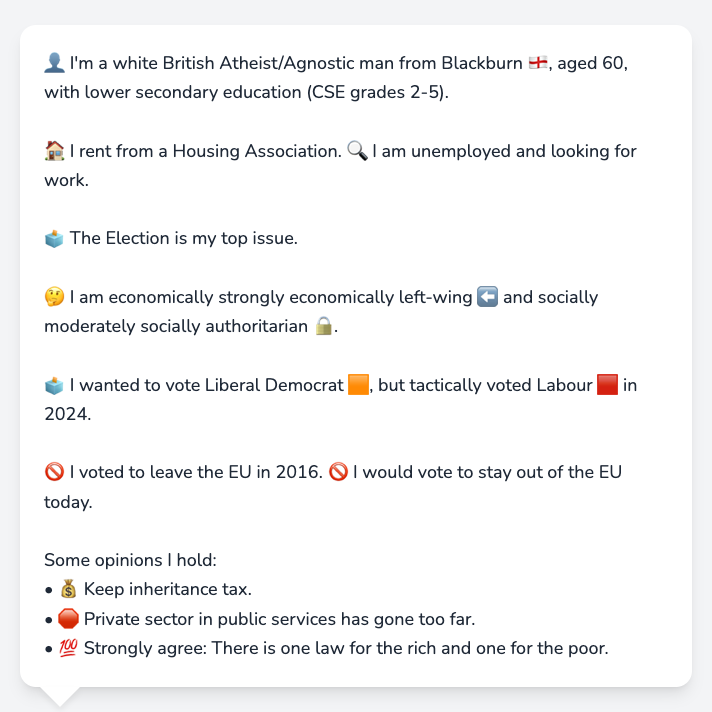 👤 I'm a white British Atheist/Agnostic man from Blackburn 🏴󠁧󠁢󠁥󠁮󠁧󠁿, aged 60,
with lower secondary education (CSE grades 2-5).
🏠 I rent from a Housing Association. 🔍 I am unemployed and looking for
work.
🗳️ The Election is my top issue.
🤔 I am economically strongly economically left-wing ⬅️ and socially
moderately socially authoritarian 🔒.
🗳️ I wanted to vote Liberal Democrat 🟧, but tactically voted Labour 🟥 in
2024.
🚫 I voted to leave the EU in 2016. 🚫 I would vote to stay out of the EU
today.
Some opinions I hold:
• 💰 Keep inheritance tax.
• 🛑 Private sector in public services has gone too far.
• 💯 Strongly agree: There is one law for the rich and one for the poor.